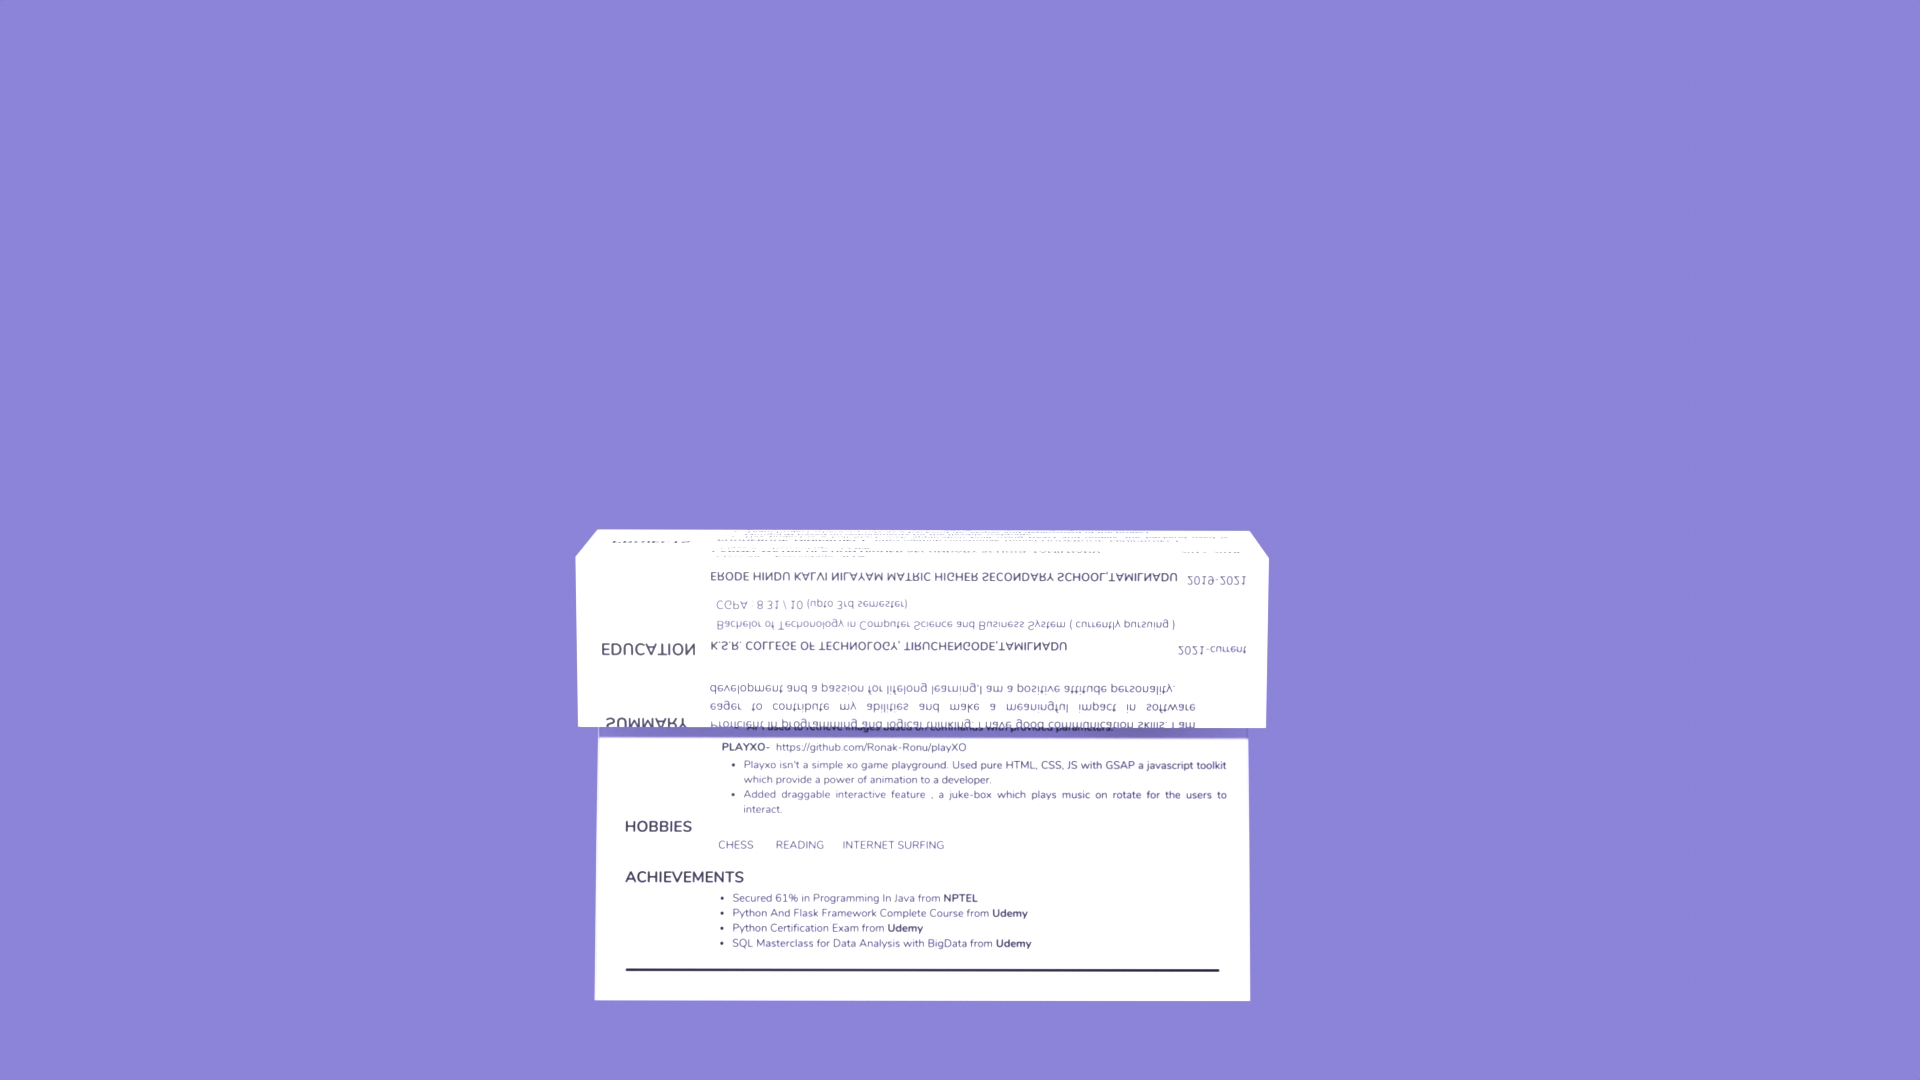 ERODE HINDU KALVI NILAYAM MATRIC HIGHER SECONDARY SCHOOL,TAMILNADU 2019-2021
CGPA : 8.31 / 10 (upto 3rd semester)
Bachelor of Techonology in Computer Science and Business System ( currently pursuing )
EDUCATION K.S.R. COLLEGE OF TECHNOLOGY, TIRUCHENGODE,TAMILNADU 2021-current
development and a passion for lifelong learning,I am a positive attitude personality.
eager to contribute my abilities and make a meaningful impact in software
SUMMARY Proficient in programming and logical thinking; I have good communication skills. I am
PLAYXO- https://github.com/Ronak-Ronu/playXO
• Playxo isn't a simple xo game playground. Used pure HTML, CSS, JS with GSAP a javascript toolkit
which provide a power of animation to a developer.
• Added draggable interactive feature , a juke-box which plays music on rotate for the users to
interact.
HOBBIES
CHESS READING INTERNET SURFING
ACHIEVEMENTS
• Secured 61% in Programming In Java from NPTEL
• Python And Flask Framework Complete Course from Udemy
• Python Certification Exam from Udemy
• SQL Masterclass for Data Analysis with BigData from Udemy